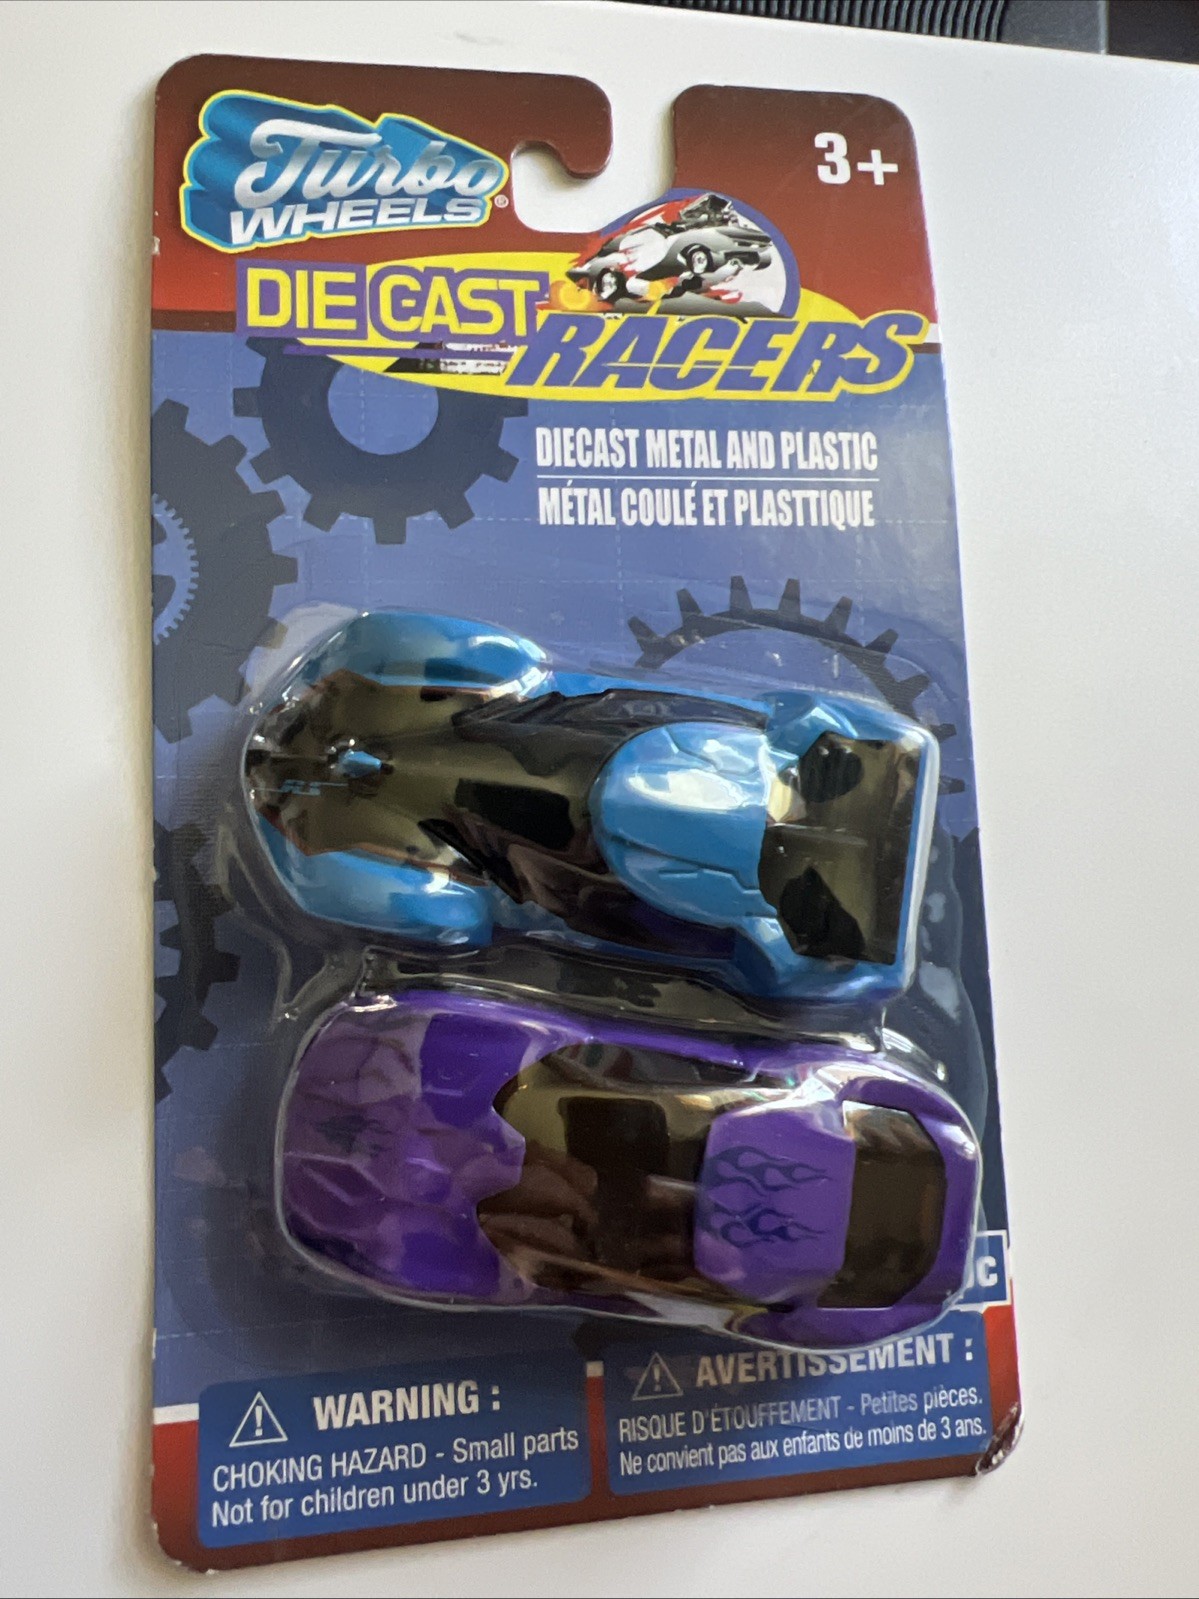 Turbo
WHEELS®
3+
DIE CAST
RACERS
DIECAST METAL AND PLASTIC
MÉTAL COULÉ ET PLASTTIQUE
WARNING :
CHOKING HAZARD - Small parts
Not for children under 3 yrs.
AVERTISSEMENT :
RISQUE D'ÉTOUFFEMENT - Petites pièces.
Ne convient pas aux enfants de moins de 3 ans.